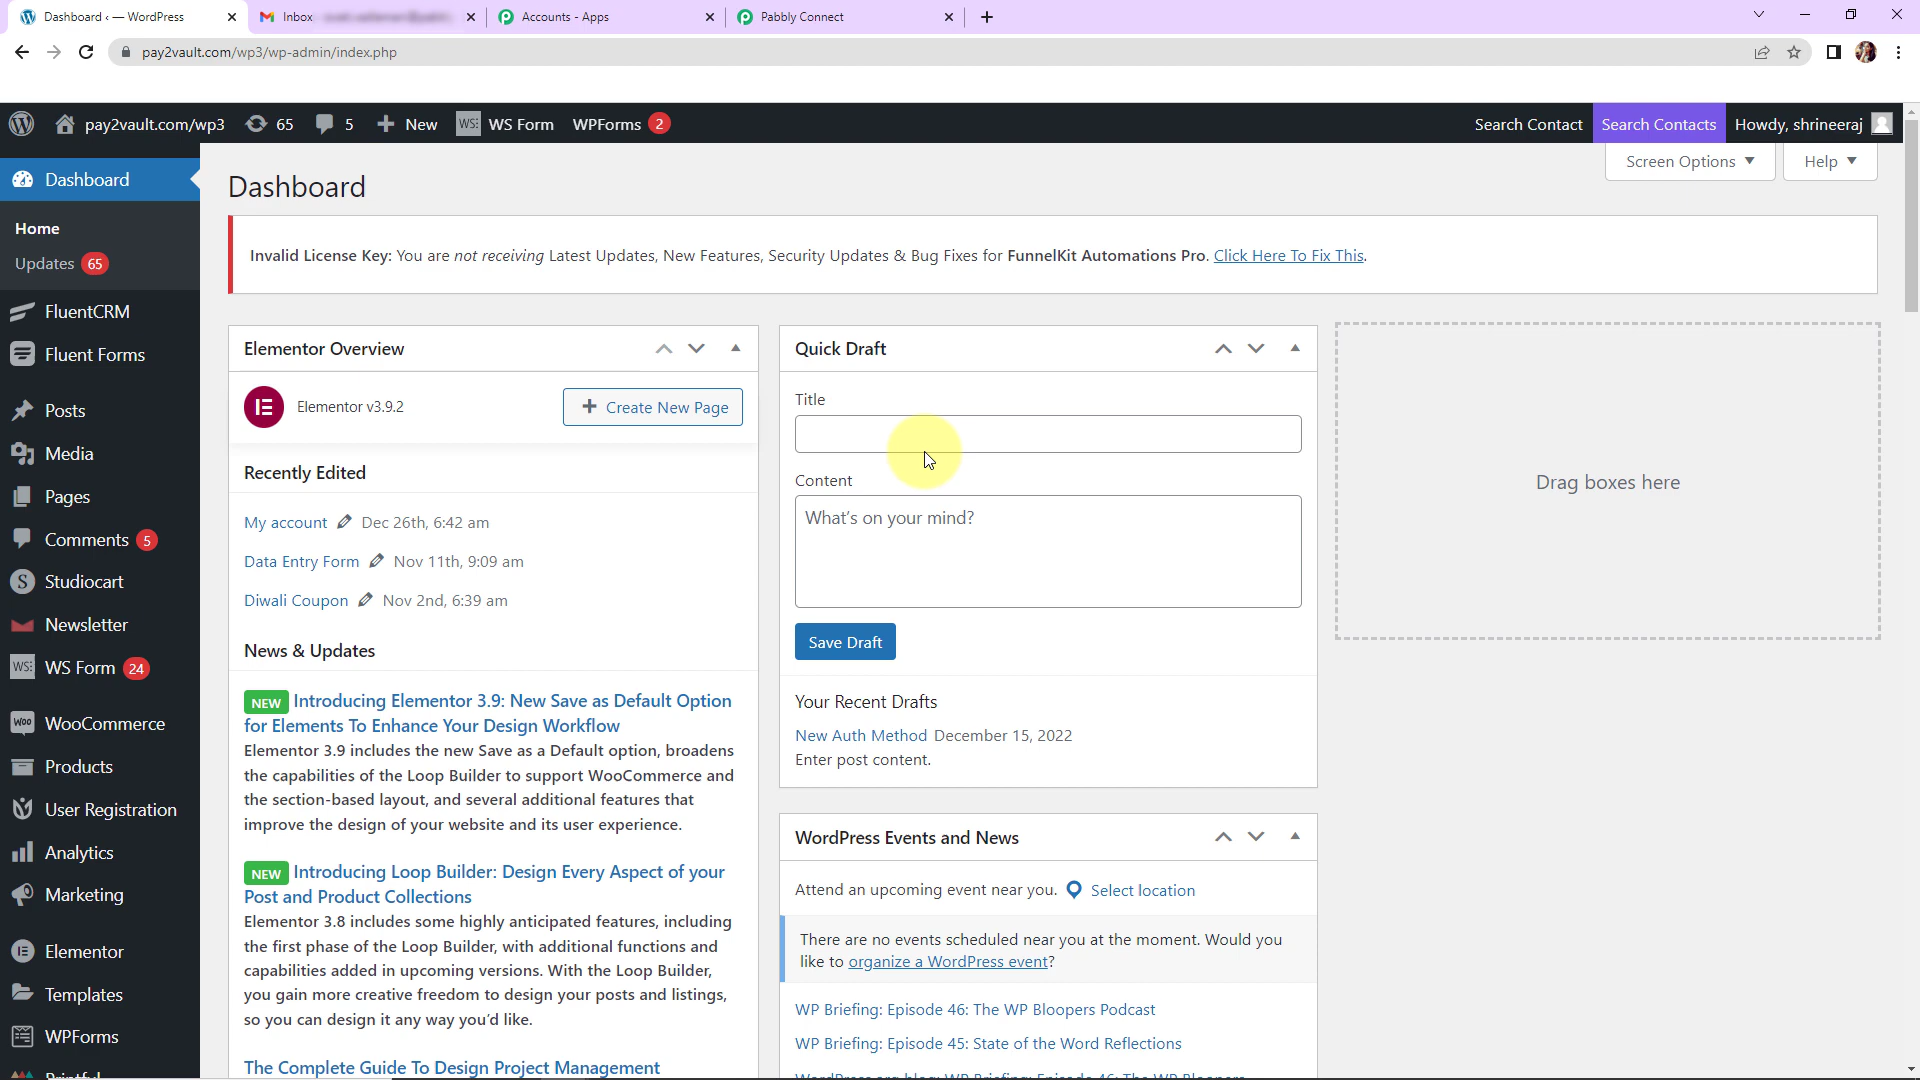 Dashboard ‹ — WordPress
Inbox
Accounts - Apps
Pabbly Connect
pay2vault.com/wp3/wp-admin/index.php
pay2vault.com/wp3
65
5
New
WS Form
WPForms 2
Search Contact
Search Contacts
Howdy, shrineeraj
Screen Options
Help
Dashboard
Home
Updates 65
FluentCRM
Fluent Forms
Posts
Media
Pages
Comments 5
Studiocart
Newsletter
WS Form 24
WooCommerce
Products
User Registration
Analytics
Marketing
Elementor
Templates
WPForms
Printful
Dashboard
Invalid License Key: You are not receiving Latest Updates, New Features, Security Updates & Bug Fixes for FunnelKit Automations Pro. Click Here To Fix This.
Elementor Overview
Elementor v3.9.2
Create New Page
Recently Edited
My account Dec 26th, 6:42 am
Data Entry Form Nov 11th, 9:09 am
Diwali Coupon Nov 2nd, 6:39 am
News & Updates
NEW Introducing Elementor 3.9: New Save as Default Option
for Elements To Enhance Your Design Workflow
Elementor 3.9 includes the new Save as a Default option, broadens
the capabilities of the Loop Builder to support WooCommerce and
the section-based layout, and several additional features that
improve the design of your website and its user experience.
NEW Introducing Loop Builder: Design Every Aspect of your
Post and Product Collections
Elementor 3.8 includes some highly anticipated features, including
the first phase of the Loop Builder, with additional functions and
capabilities added in upcoming versions. With the Loop Builder,
you gain more creative freedom to design your posts and listings,
so you can design it any way you'd like.
The Complete Guide To Design Project Management
Quick Draft
Title
Content
What's on your mind?
Save Draft
Your Recent Drafts
New Auth Method December 15, 2022
Enter post content.
WordPress Events and News
Attend an upcoming event near you. Select location
There are no events scheduled near you at the moment. Would you
like to organize a WordPress event?
WP Briefing: Episode 46: The WP Bloopers Podcast
WP Briefing: Episode 45: State of the Word Reflections
WordPress.org blog: WP Briefing: Episode 46: The WP Bloopers
Drag boxes here